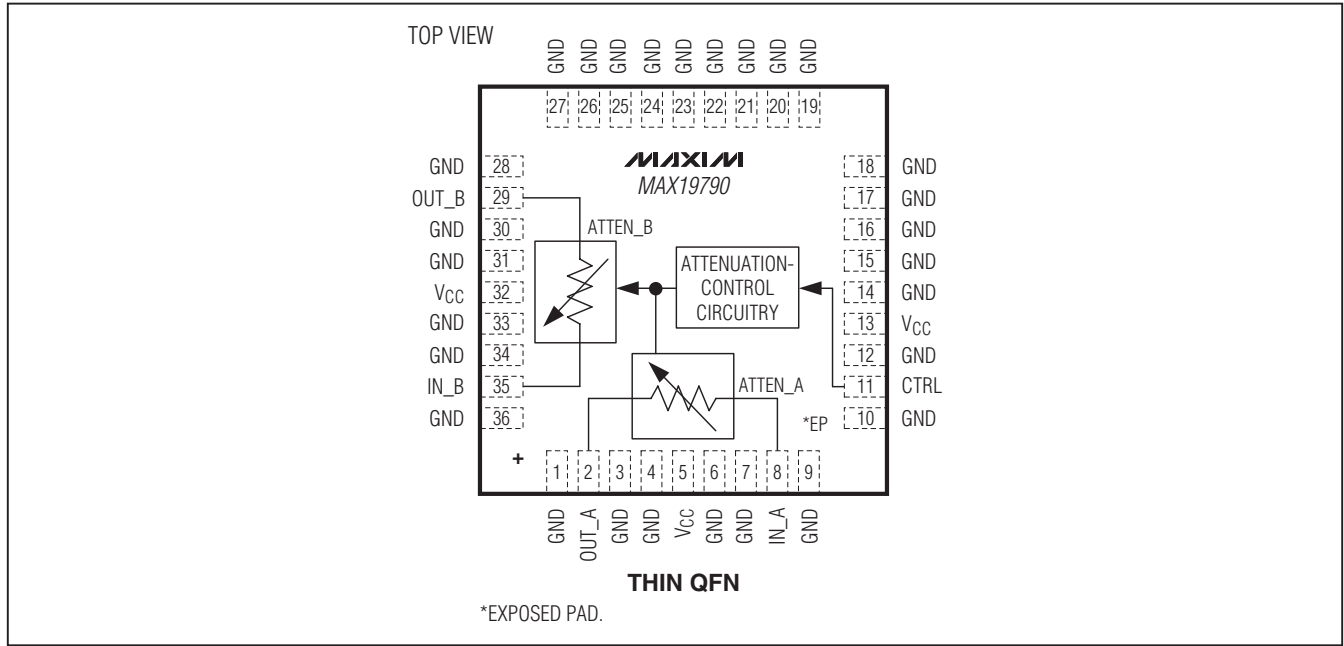 TOP VIEW
GND GND GND GND GND GND GND GND GND
27 26 25 24 23 22 21 20 19
MAXIM
MAX19790
GND 28
OUT_B 29
GND 30
GND 31
VCC 32
GND 33
GND 34
IN_B 35
GND 36
ATTEN_B
ATTENUATION-
CONTROL
CIRCUITRY
ATTEN_A
*EP
18 GND
17 GND
16 GND
15 GND
14 GND
13 VCC
12 GND
11 CTRL
10 GND
+
1 2 3 4 5 6 7 8 9
GND OUT_A GND GND VCC GND GND IN_A GND
THIN QFN
*EXPOSED PAD.